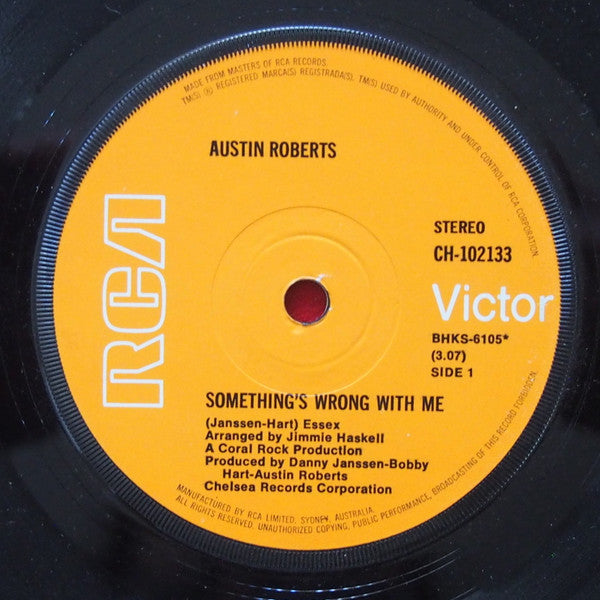 MADE FROM MASTERS OF RCA RECORDS.
TM(S) ® REGISTERED MARCA(S) REGISTRADA(S). TM(S) USED BY AUTHORITY AND UNDER CONTROL OF RCA CORPORATION.
AUSTIN ROBERTS
RCA
STEREO
CH-102133
Victor
BHKS-6105*
(3.07)
SIDE 1
SOMETHING'S WRONG WITH ME
(Janssen-Hart) Essex
Arranged by Jimmie Haskell
A Coral Rock Production
Produced by Danny Janssen-Bobby
Hart-Austin Roberts
Chelsea Records Corporation
MANUFACTURED BY RCA LIMITED, SYDNEY, AUSTRALIA.
ALL RIGHTS RESERVED. UNAUTHORIZED COPYING, PUBLIC PERFORMANCE, BROADCASTING OF THIS RECORD FORBIDDEN.